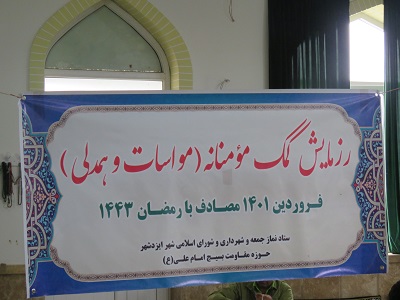 رزمایش کمک مؤمنانه (مواسات و همدلی)
فروردین ۱۴۰۱ مصادف با رمضان ۱۴۴۳
ستاد نماز جمعه و شهرداری و شورای اسلامی شهر ایزدشهر
حوزه مقاومت بسیج امام علی(ع)